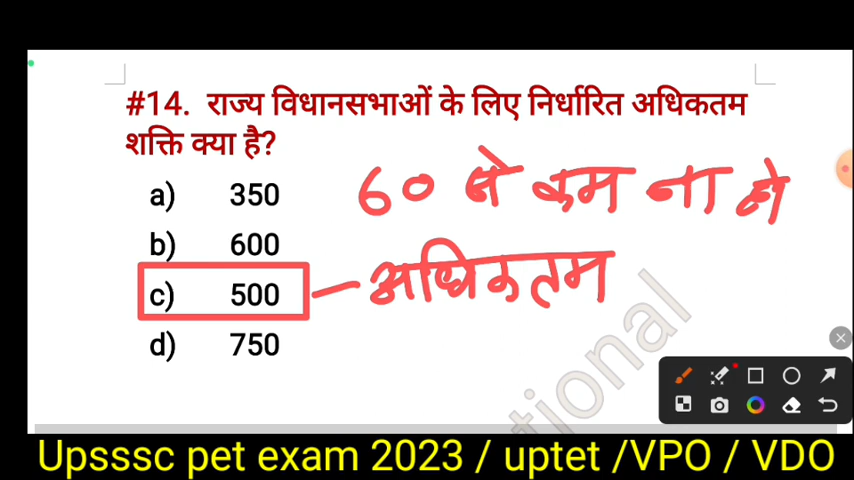 #14. राज्य विधानसभाओं के लिए निर्धारित अधिकतम
शक्ति क्या है?
a) 350
60 से कम ना हो
b) 600
c) 500
अधिकतम
d) 750
tional
Upsssc pet exam 2023 / uptet /VPO / VDO